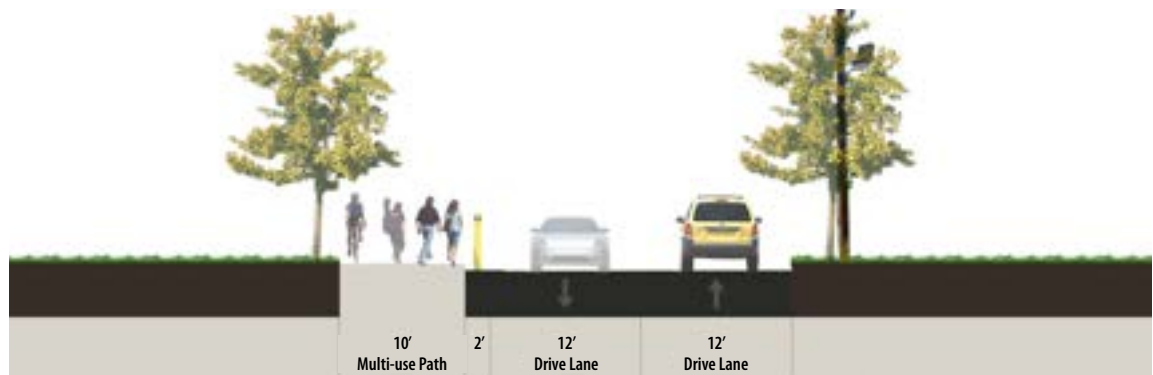 10′ 2′ 12′ 12′
Multi-use Path Drive Lane Drive Lane